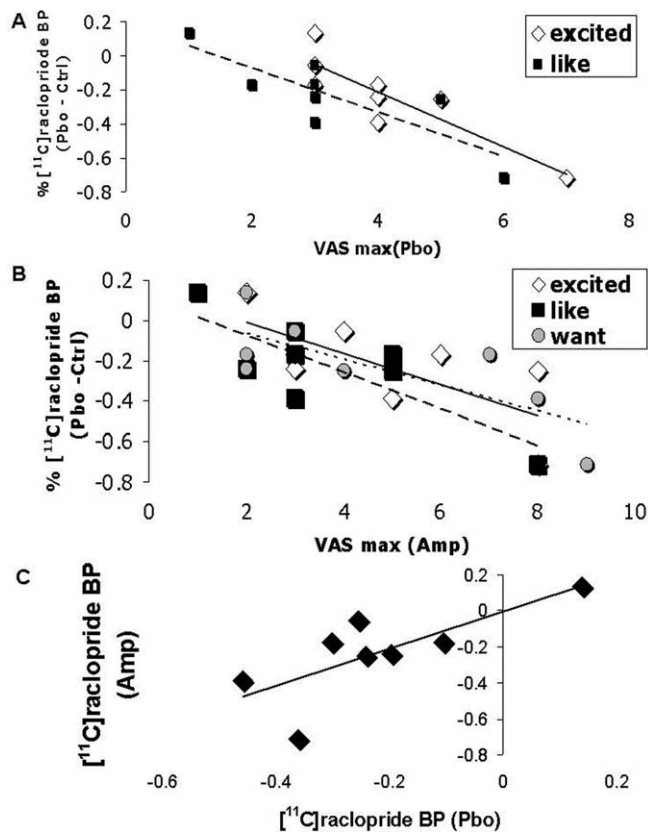 A
excited
like
%[¹¹C]raclopriode BP
(Pbo - Ctrl)
0.2
0
-0.2
-0.4
-0.6
-0.8
0 2 4 6 8
VAS max(Pbo)
B
excited
like
want
% [¹¹C]raclopride BP
(Pbo -Ctrl)
0.2
0
-0.2
-0.4
-0.6
-0.8
0 2 4 6 8 10
VAS max (Amp)
C
[¹¹C]raclopride BP
(Amp)
0.2
0
-0.2
-0.4
-0.6
-0.8
-0.6 -0.4 -0.2 0 0.2
[¹¹C]raclopride BP (Pbo)